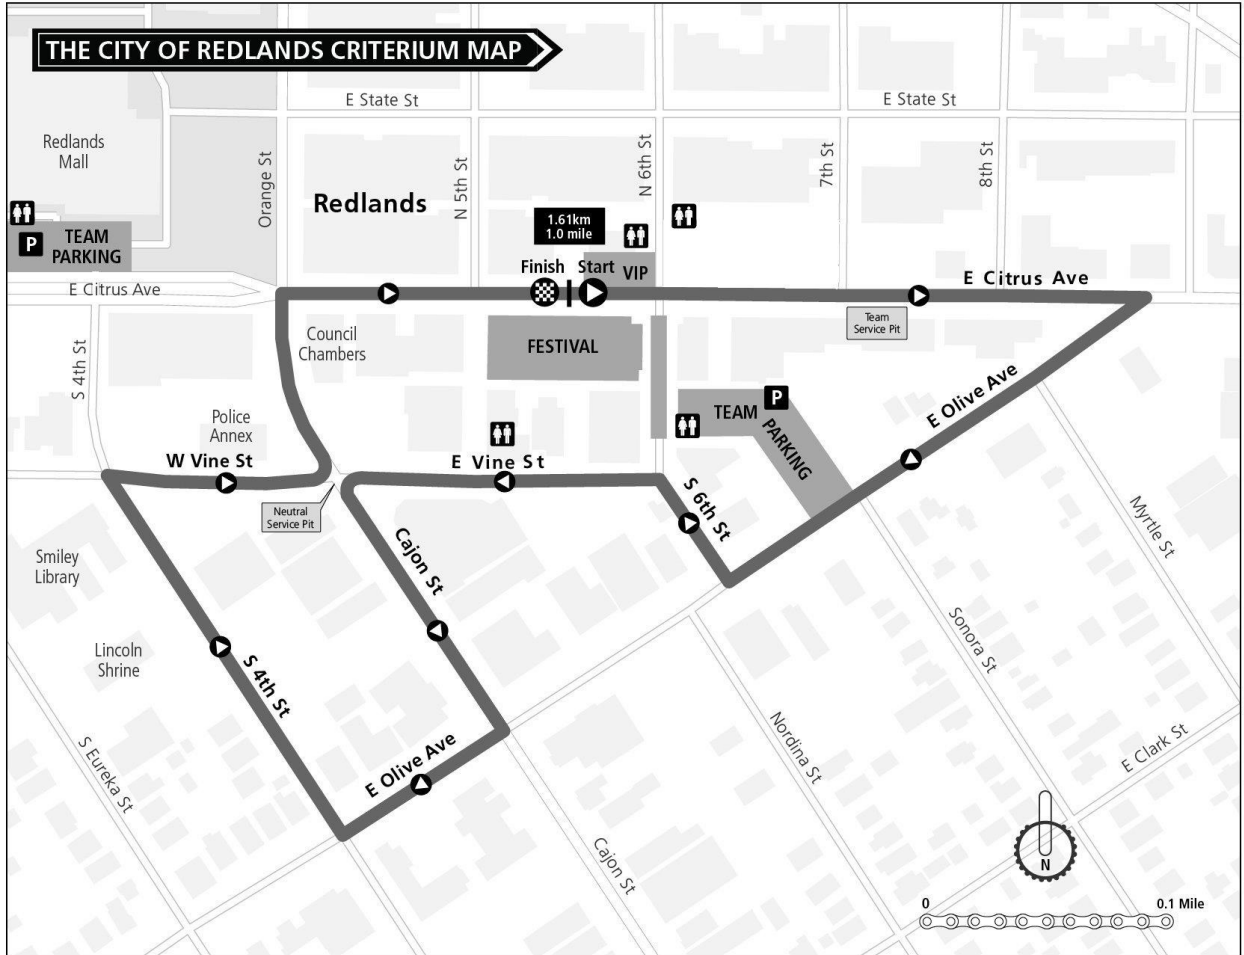 THE CITY OF REDLANDS CRITERIUM MAP
E State St
E State St
Redlands
Mall
Orange St
N 5th St
N 6th St
7th St
8th St
Redlands
1.61km
1.0 mile
P
TEAM
PARKING
Finish
Start
VIP
E Citrus Ave
E Citrus Ave
Team
Service Pit
Council
Chambers
FESTIVAL
S 4th St
E Olive Ave
Police
Annex
TEAM
P
PARKING
W Vine St
E Vine St
S 6th St
Neutral
Service Pit
Myrtle St
Cajon St
Smiley
Library
Sonora St
Lincoln
Shrine
S 4th St
E Olive Ave
Nordina St
E Clark St
S Eureka St
Cajon St
N
0
0.1 Mile